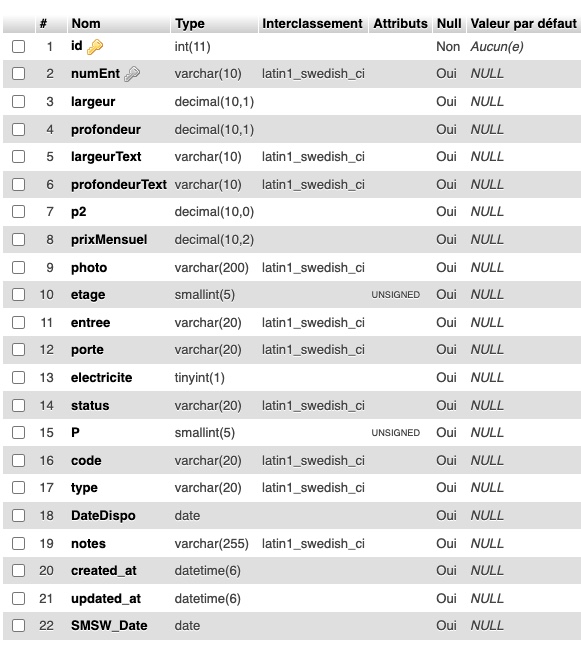 # Nom Type Interclassement Attributs Null Valeur par défaut
1 id int(11) Non Aucun(e)
2 numEnt varchar(10) latin1_swedish_ci Oui NULL
3 largeur decimal(10,1) Oui NULL
4 profondeur decimal(10,1) Oui NULL
5 largeurText varchar(10) latin1_swedish_ci Oui NULL
6 profondeurText varchar(10) latin1_swedish_ci Oui NULL
7 p2 decimal(10,0) Oui NULL
8 prixMensuel decimal(10,2) Oui NULL
9 photo varchar(200) latin1_swedish_ci Oui NULL
10 etage smallint(5) UNSIGNED Oui NULL
11 entree varchar(20) latin1_swedish_ci Oui NULL
12 porte varchar(20) latin1_swedish_ci Oui NULL
13 electricite tinyint(1) Oui NULL
14 status varchar(20) latin1_swedish_ci Oui NULL
15 P smallint(5) UNSIGNED Oui NULL
16 code varchar(20) latin1_swedish_ci Oui NULL
17 type varchar(20) latin1_swedish_ci Oui NULL
18 DateDispo date Oui NULL
19 notes varchar(255) latin1_swedish_ci Oui NULL
20 created_at datetime(6) Oui NULL
21 updated_at datetime(6) Oui NULL
22 SMSW_Date date Oui NULL